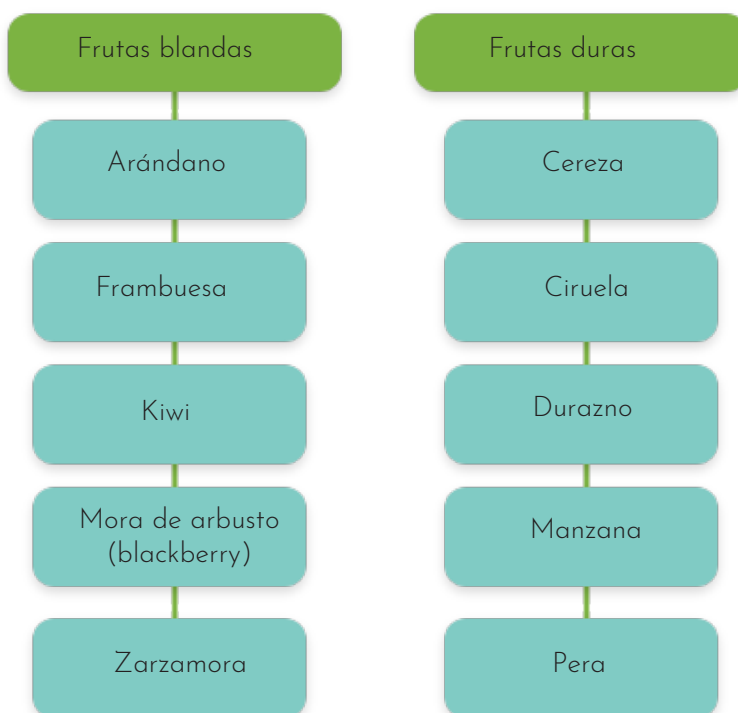 Frutas blandas
Arándano
Frambuesa
Kiwi
Mora de arbusto
(blackberry)
Zarzamora
Frutas duras
Cereza
Ciruela
Durazno
Manzana
Pera